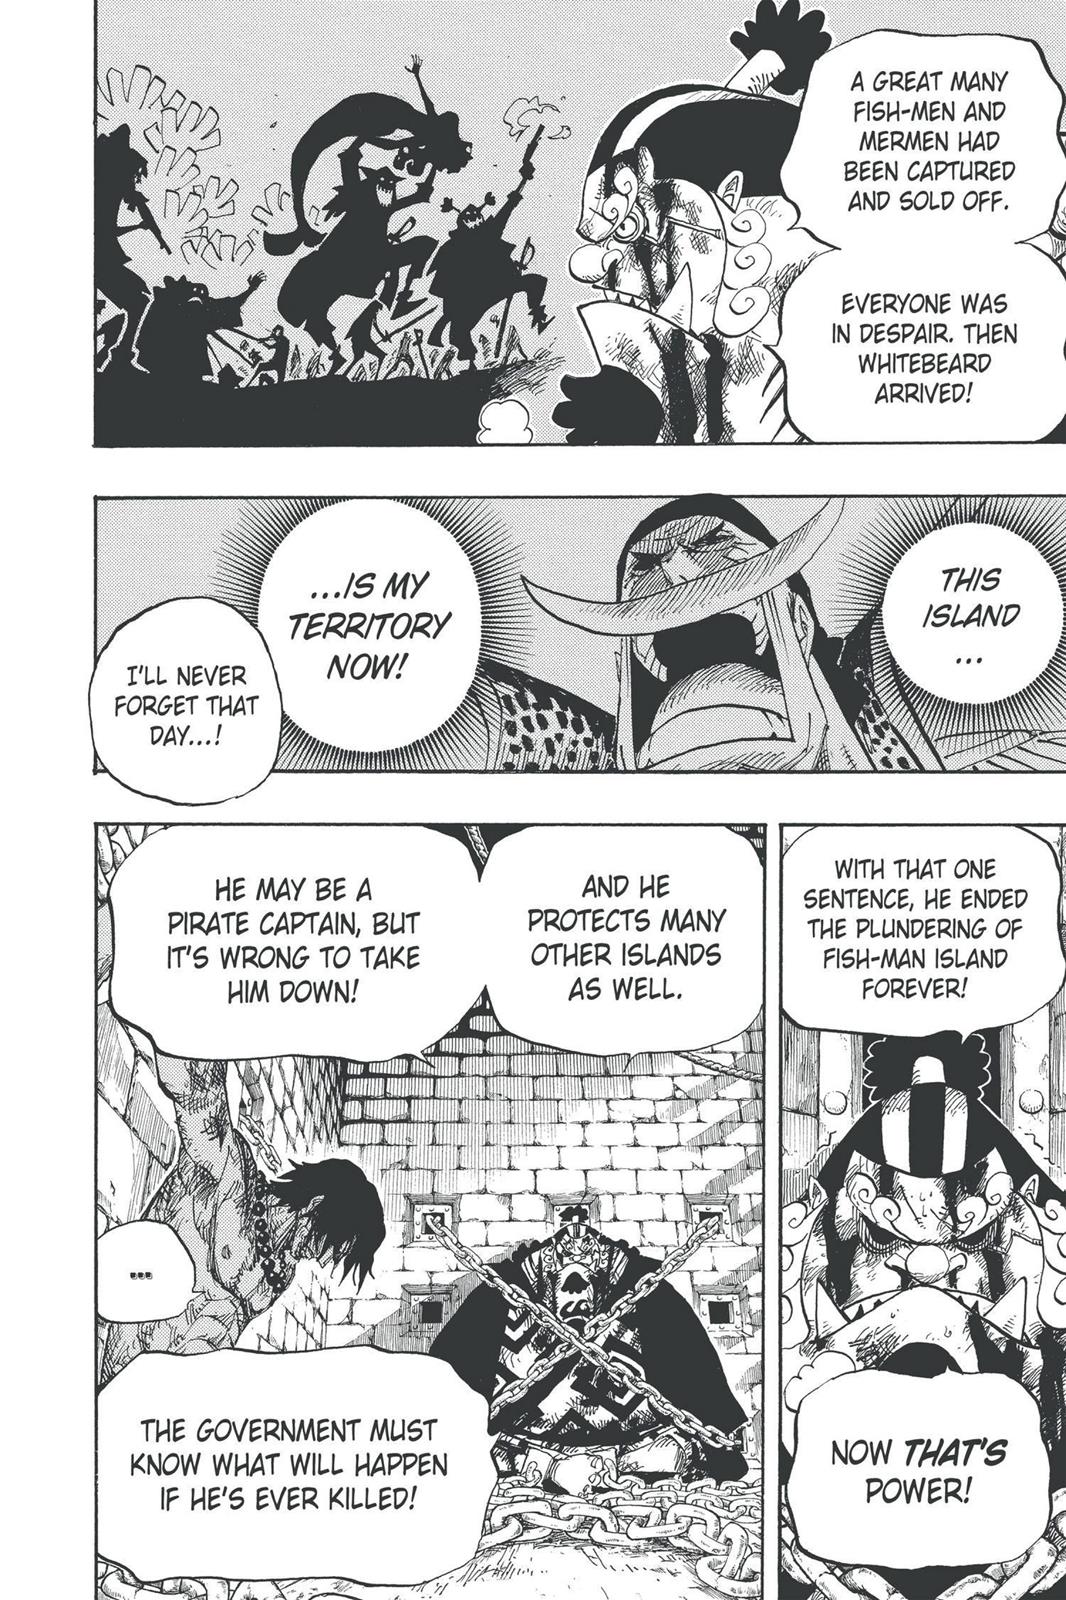 A GREAT MANY
FISH-MEN AND
MERMEN HAD
BEEN CAPTURED
AND SOLD OFF.
EVERYONE WAS
IN DESPAIR. THEN
WHITEBEARD
ARRIVED!
THIS
ISLAND
...
...IS MY
TERRITORY
NOW!
I'LL NEVER
FORGET THAT
DAY...!
WITH THAT ONE
SENTENCE, HE ENDED
THE PLUNDERING OF
FISH-MAN ISLAND
FOREVER!
NOW THAT'S
POWER!
AND HE
PROTECTS MANY
OTHER ISLANDS
AS WELL.
HE MAY BE A
PIRATE CAPTAIN, BUT
IT'S WRONG TO TAKE
HIM DOWN!
...
THE GOVERNMENT MUST
KNOW WHAT WILL HAPPEN
IF HE'S EVER KILLED!